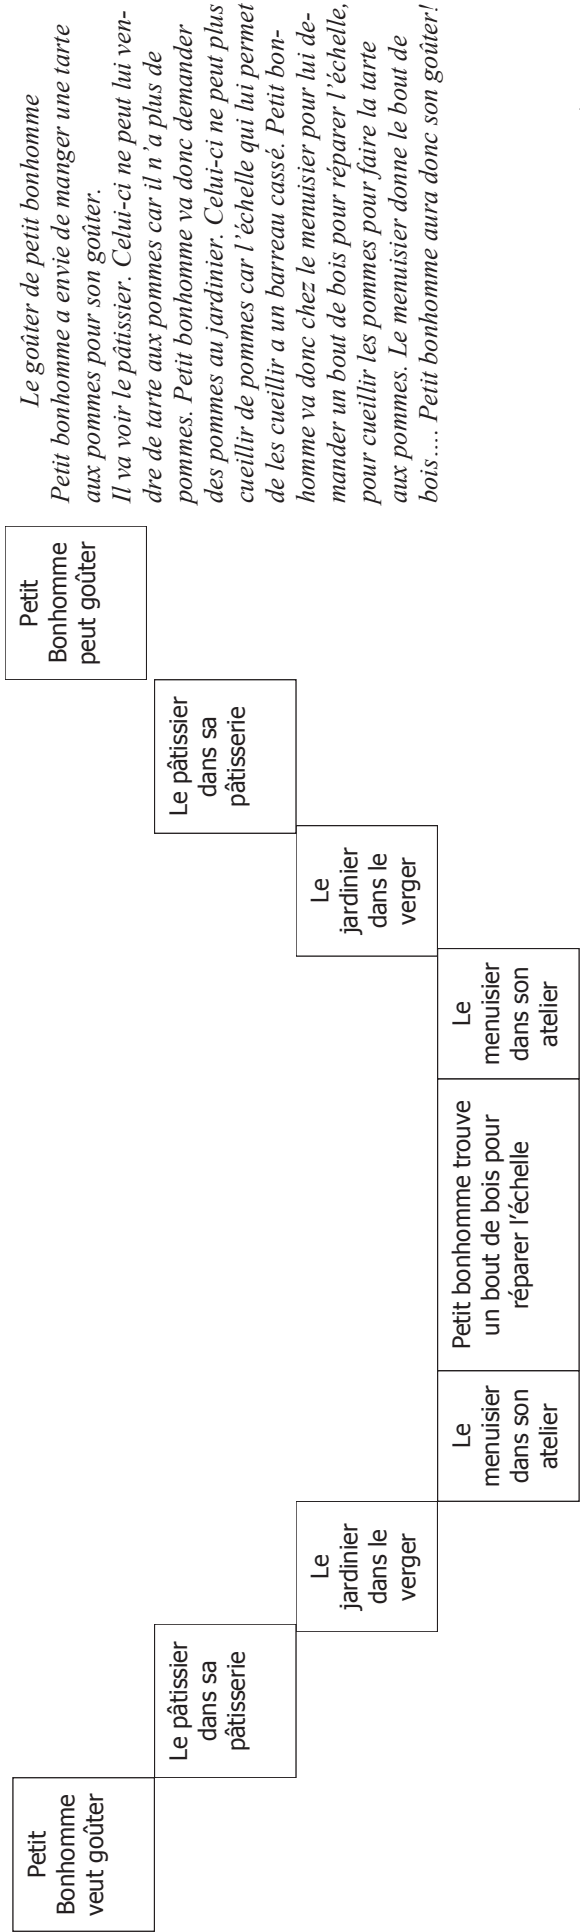 Petit
Bonhomme
veut goûter
Le pâtissier
dans sa
pâtisserie
Le
jardinier
dans le
verger
Le
menuisier
dans son
atelier
Petit bonhomme trouve
un bout de bois pour
réparer l'échelle
Le
menuisier
dans son
atelier
Le
jardinier
dans le
verger
Le pâtissier
dans sa
pâtisserie
Petit
Bonhomme
peut goûter
Le goûter de petit bonhomme
Petit bonhomme a envie de manger une tarte
aux pommes pour son goûter.
Il va voir le pâtissier. Celui-ci ne peut lui ven-
dre de tarte aux pommes car il n'a plus de
pommes. Petit bonhomme va donc demander
des pommes au jardinier. Celui-ci ne peut plus
cueillir de pommes car l'échelle qui lui permet
de les cueillir a un barreau cassé. Petit bon-
homme va donc chez le menuisier pour lui de-
mander un bout de bois pour réparer l'échelle,
pour cueillir les pommes pour faire la tarte
aux pommes. Le menuisier donne le bout de
bois.... Petit bonhomme aura donc son goûter!